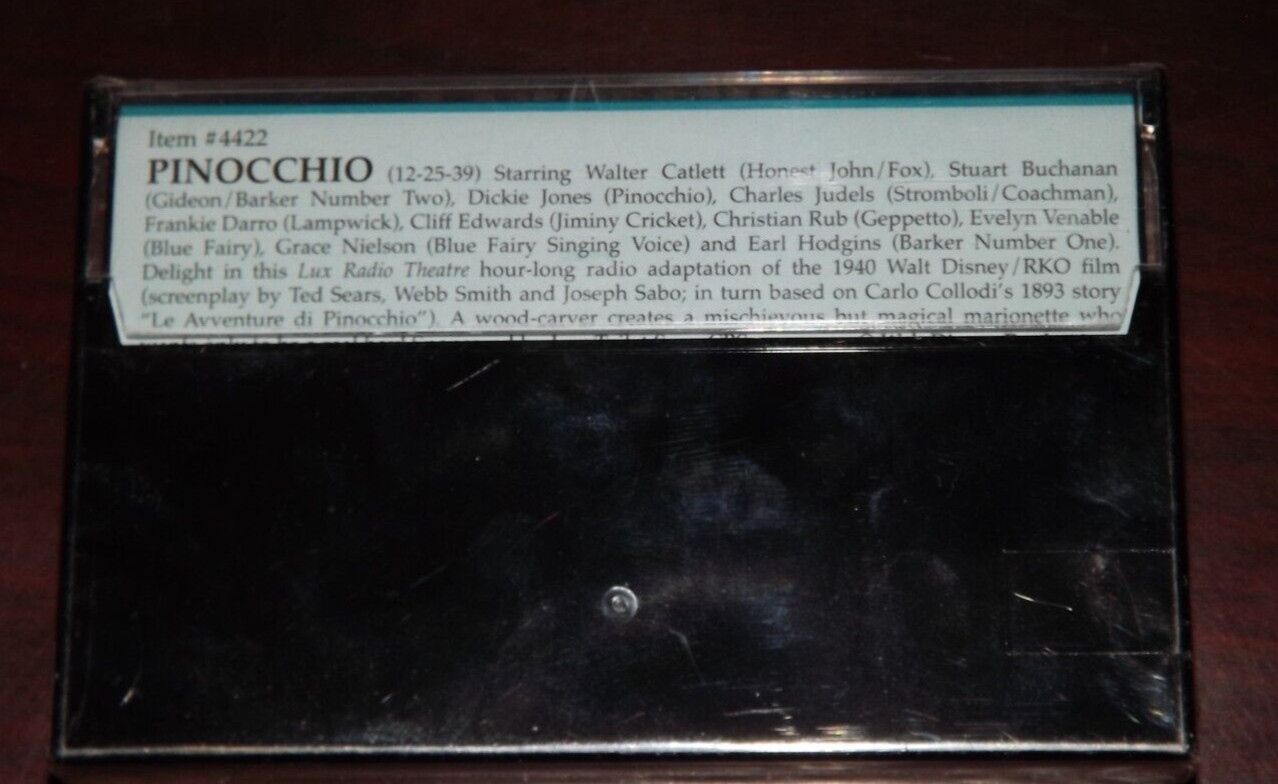 Item #4422
PINOCCHIO (12-25-39) Starring Walter Catlett (Honest John/Fox), Stuart Buchanan
(Gideon/Barker Number Two), Dickie Jones (Pinocchio), Charles Judels (Stromboli/Coachman),
Frankie Darro (Lampwick), Cliff Edwards (Jiminy Cricket), Christian Rub (Geppetto), Evelyn Venable
(Blue Fairy), Grace Nielson (Blue Fairy Singing Voice) and Earl Hodgins (Barker Number One).
Delight in this Lux Radio Theatre hour-long radio adaptation of the 1940 Walt Disney/RKO film
(screenplay by Ted Sears, Webb Smith and Joseph Sabo; in turn based on Carlo Collodi's 1893 story
"Le Avventure di Pinocchio"). A wood-carver creates a mischievous but magical marionette who